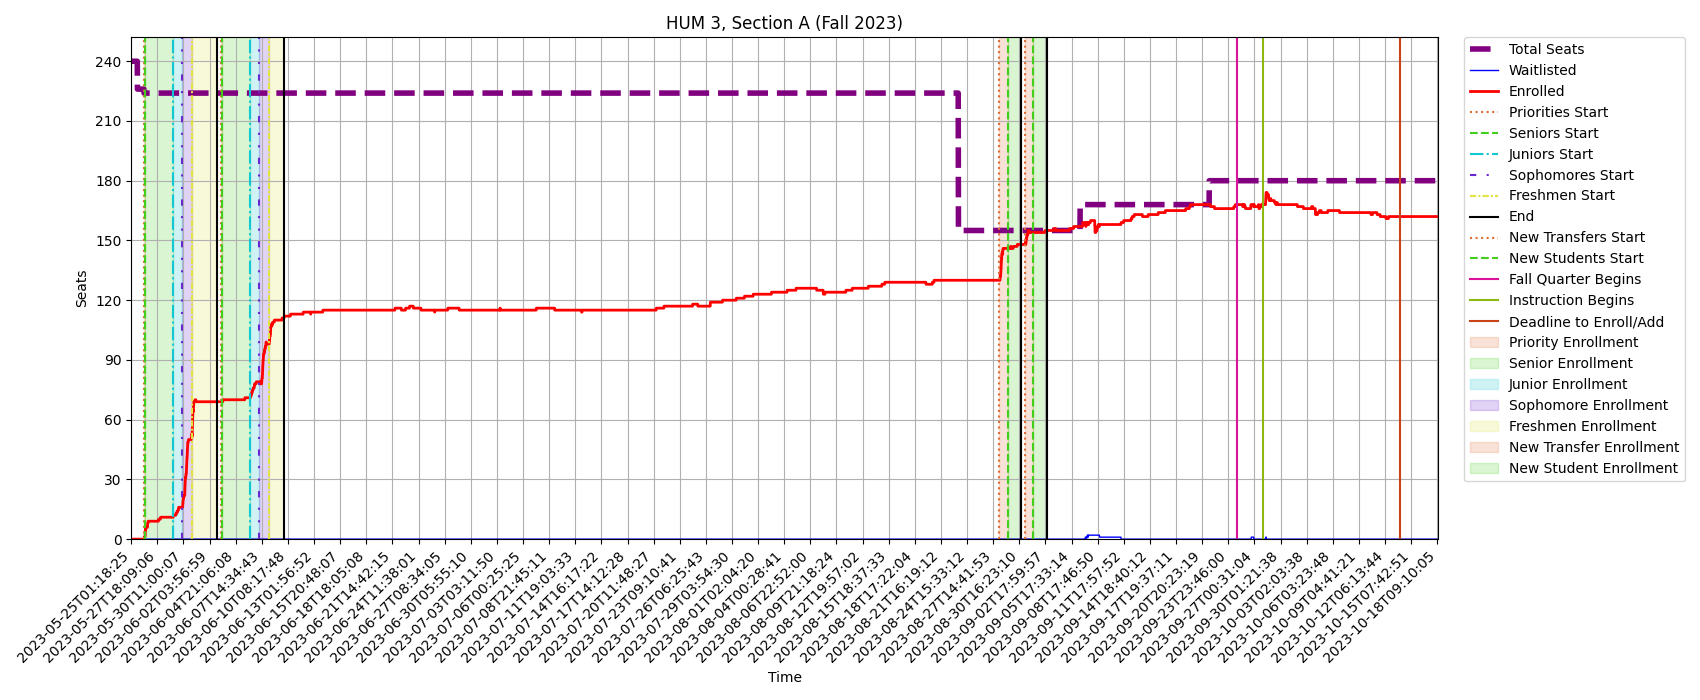 HUM 3, Section A (Fall 2023)
Seats
240
210
180
150
120
90
60
30
0
2023-05-25T01:18:25
2023-05-27T18:09:06
2023-05-30T11:00:07
2023-06-02T03:56:59
2023-06-04T21:06:08
2023-06-07T14:34:43
2023-06-10T08:17:48
2023-06-13T01:56:52
2023-06-15T20:48:07
2023-06-18T18:05:08
2023-06-21T14:42:15
2023-06-24T11:38:01
2023-06-27T08:34:05
2023-06-30T05:55:10
2023-07-03T03:11:50
2023-07-06T00:25:25
2023-07-08T21:45:11
2023-07-11T19:03:33
2023-07-14T16:17:22
2023-07-17T14:12:28
2023-07-20T11:48:27
2023-07-23T09:10:41
2023-07-26T06:25:43
2023-07-29T03:54:30
2023-08-01T02:04:20
2023-08-04T00:28:41
2023-08-06T22:52:00
2023-08-09T21:18:24
2023-08-12T19:57:02
2023-08-15T18:37:33
2023-08-18T17:22:04
2023-08-21T16:19:12
2023-08-24T15:33:12
2023-08-27T14:41:53
2023-08-30T16:23:10
2023-09-02T17:59:57
2023-09-05T17:33:14
2023-09-08T17:46:50
2023-09-11T17:57:52
2023-09-14T18:40:12
2023-09-17T19:37:11
2023-09-20T20:23:19
2023-09-23T23:46:00
2023-09-27T00:31:04
2023-09-30T01:21:38
2023-10-03T02:03:38
2023-10-06T03:23:48
2023-10-09T04:41:21
2023-10-12T06:13:44
2023-10-15T07:42:51
2023-10-18T09:10:05
Time
Total Seats
Waitlisted
Enrolled
Priorities Start
Seniors Start
Juniors Start
Sophomores Start
Freshmen Start
End
New Transfers Start
New Students Start
Fall Quarter Begins
Instruction Begins
Deadline to Enroll/Add
Priority Enrollment
Senior Enrollment
Junior Enrollment
Sophomore Enrollment
Freshmen Enrollment
New Transfer Enrollment
New Student Enrollment